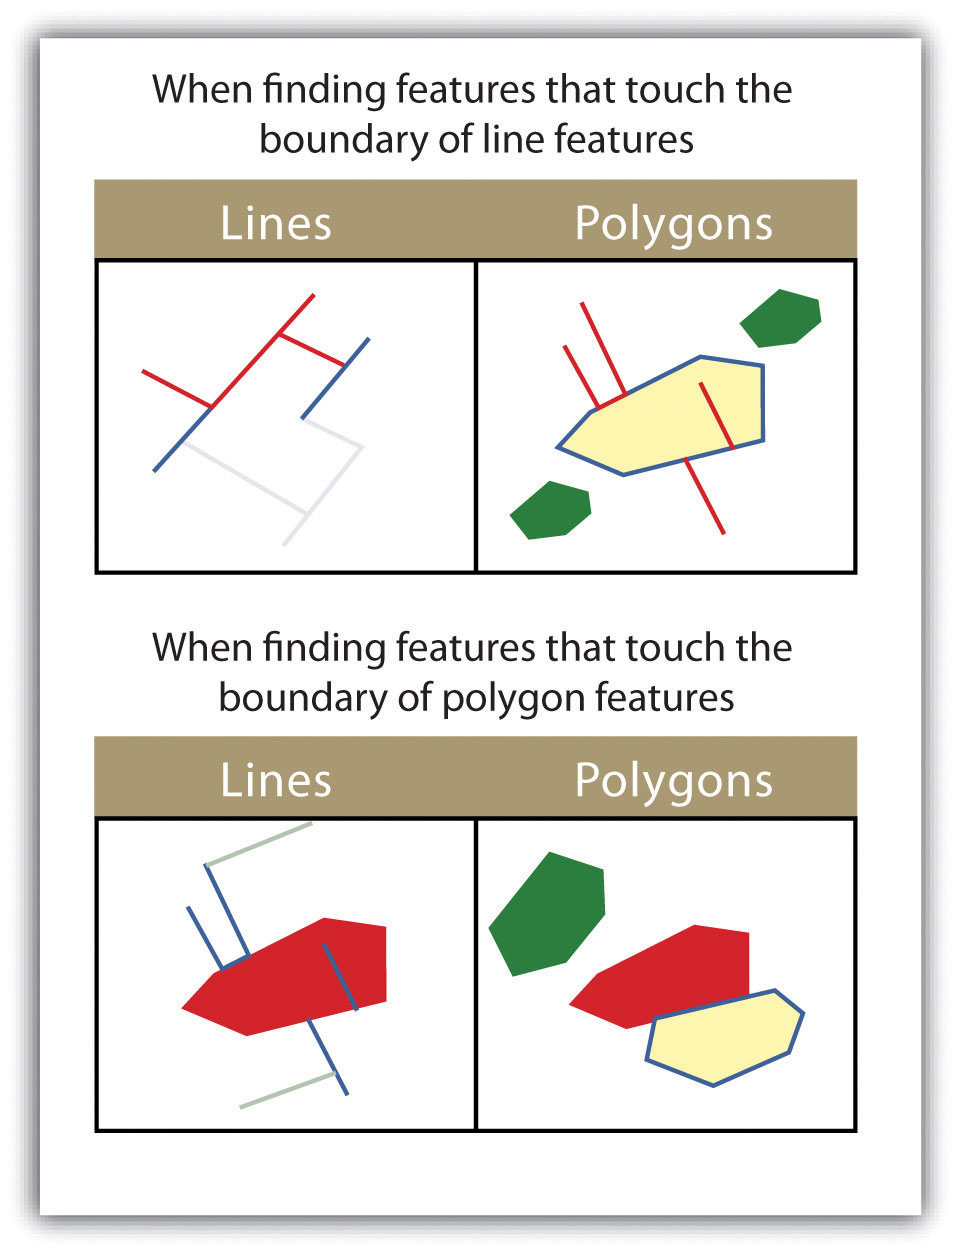 When finding features that touch the
boundary of line features
Lines
Polygons
When finding features that touch the
boundary of polygon features
Lines
Polygons